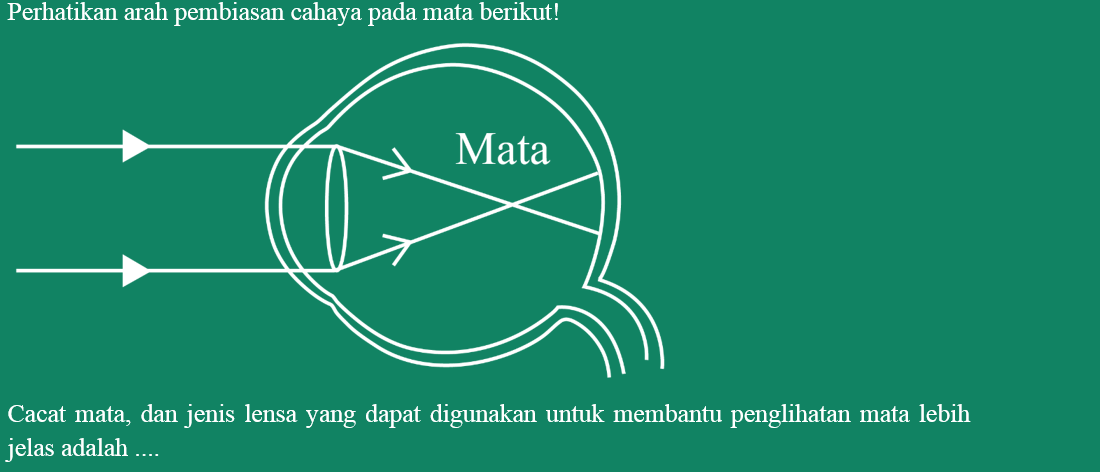 Perhatikan arah pembiasan cahaya pada mata berikut!
Mata
Cacat mata, dan jenis lensa yang dapat digunakan untuk membantu penglihatan mata lebih
jelas adalah ....